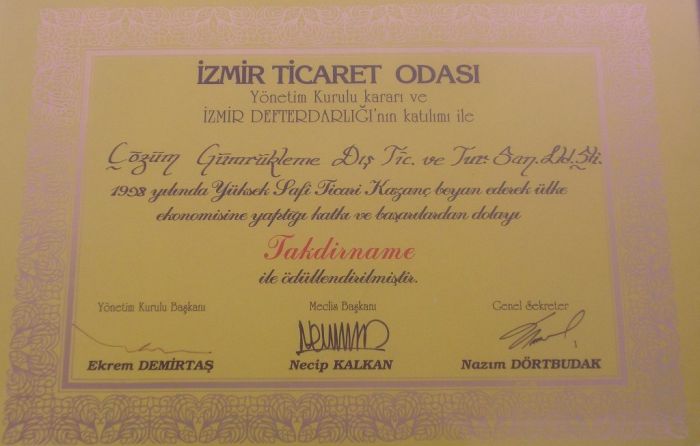 İZMİR TİCARET ODASI
Yönetim Kurulu kararı ve
İZMİR DEFTERDARLIĞI'nın katılımı ile
Çözüm Gümrükleme Dış Tic. ve Tur. San. Ltd. Şti.
1998 yılında Yüksek Safi Ticari Kazanç beyan ederek ülke
ekonomisine yaptığı katkı ve başarılardan dolayı
Takdirname
ile ödüllendirilmiştir.
Yönetim Kurulu Başkanı Meclis Başkanı Genel Sekreter
Ekrem DEMİRTAŞ Necip KALKAN Nazım DÖRTBUDAK